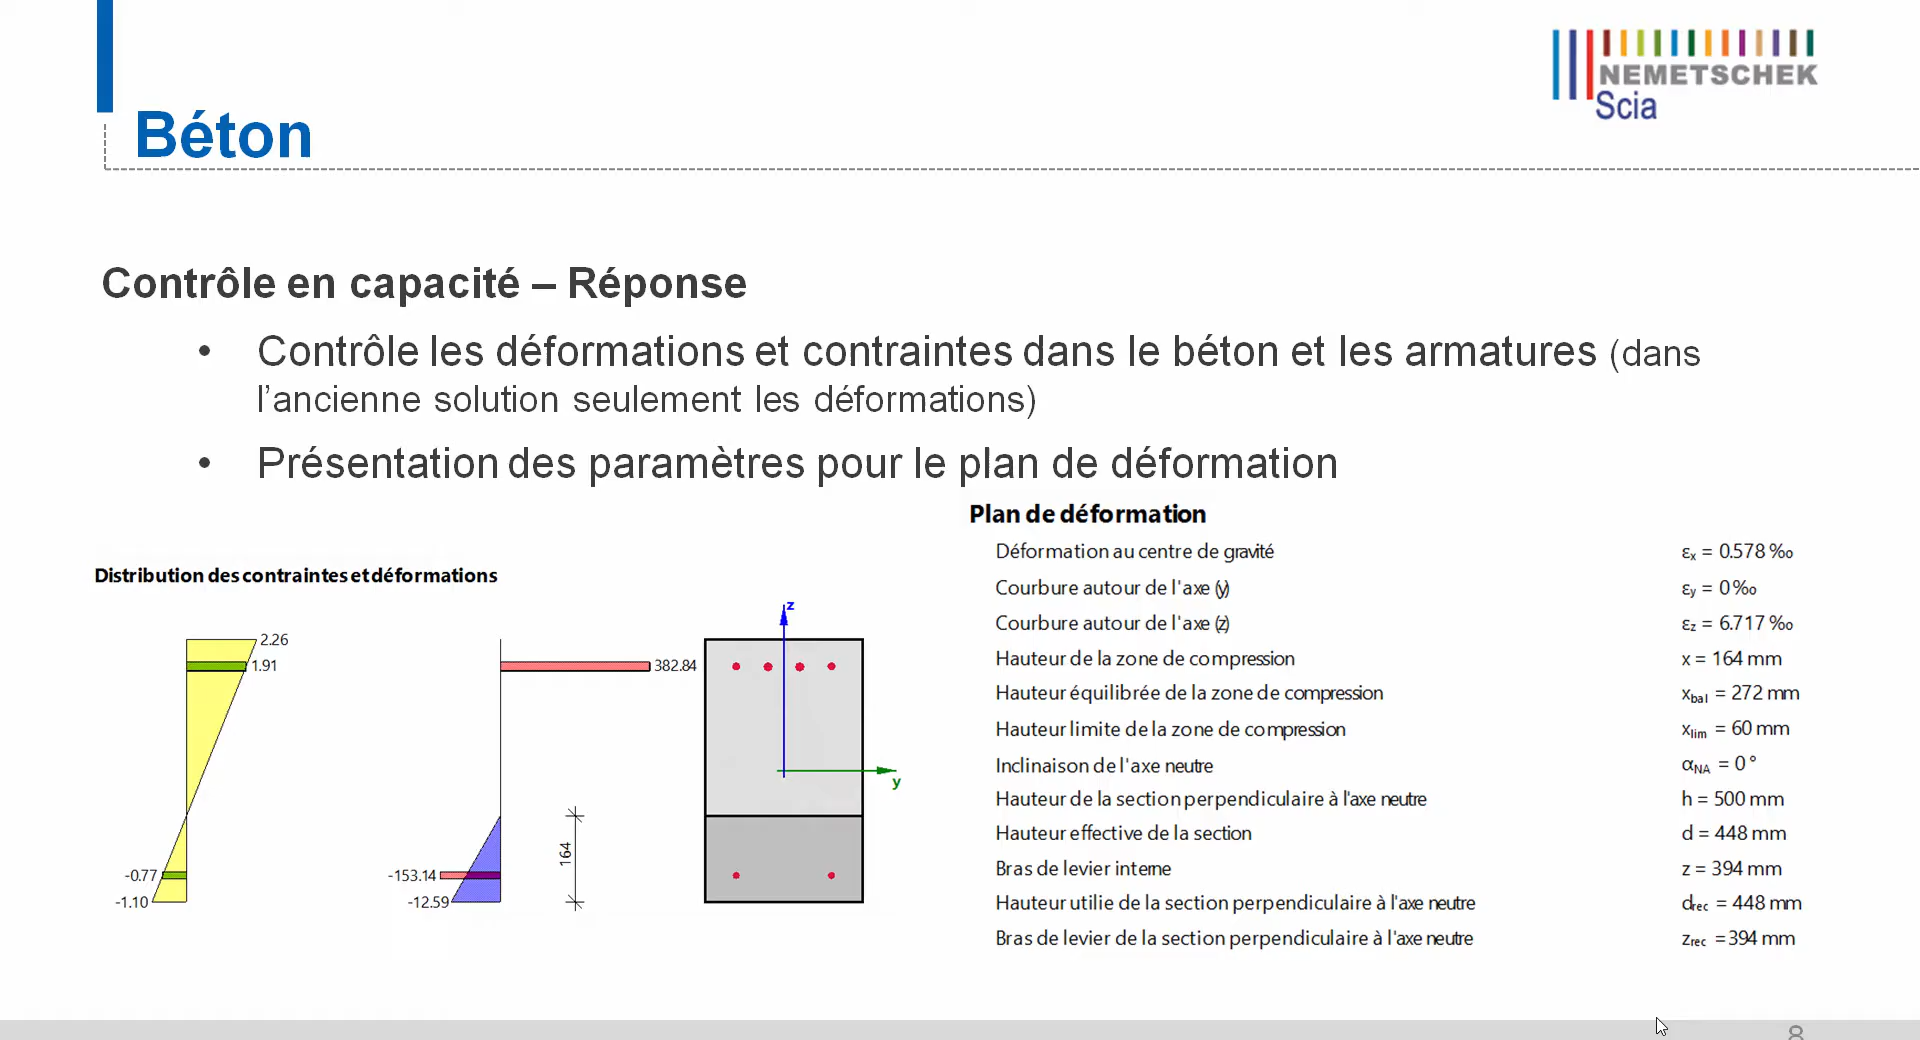 NEMETSCHEK
Scia
Béton
Contrôle en capacité – Réponse
• Contrôle les déformations et contraintes dans le béton et les armatures (dans
l’ancienne solution seulement les déformations)
• Présentation des paramètres pour le plan de déformation
Distribution des contraintes et déformations
2.26
1.91
-0.77
-1.10
382.84
-153.14
-12.59
164
z
y
Plan de déformation
Déformation au centre de gravité εx = 0.578 ‰
Courbure autour de l'axe (y) εy = 0 ‰
Courbure autour de l'axe (z) εz = 6.717 ‰
Hauteur de la zone de compression x = 164 mm
Hauteur équilibrée de la zone de compression xbal = 272 mm
Hauteur limite de la zone de compression xlim = 60 mm
Inclinaison de l'axe neutre αNA = 0 °
Hauteur de la section perpendiculaire à l'axe neutre h = 500 mm
Hauteur effective de la section d = 448 mm
Bras de levier interne z = 394 mm
Hauteur utilie de la section perpendiculaire à l'axe neutre drec = 448 mm
Bras de levier de la section perpendiculaire à l'axe neutre zrec = 394 mm
8